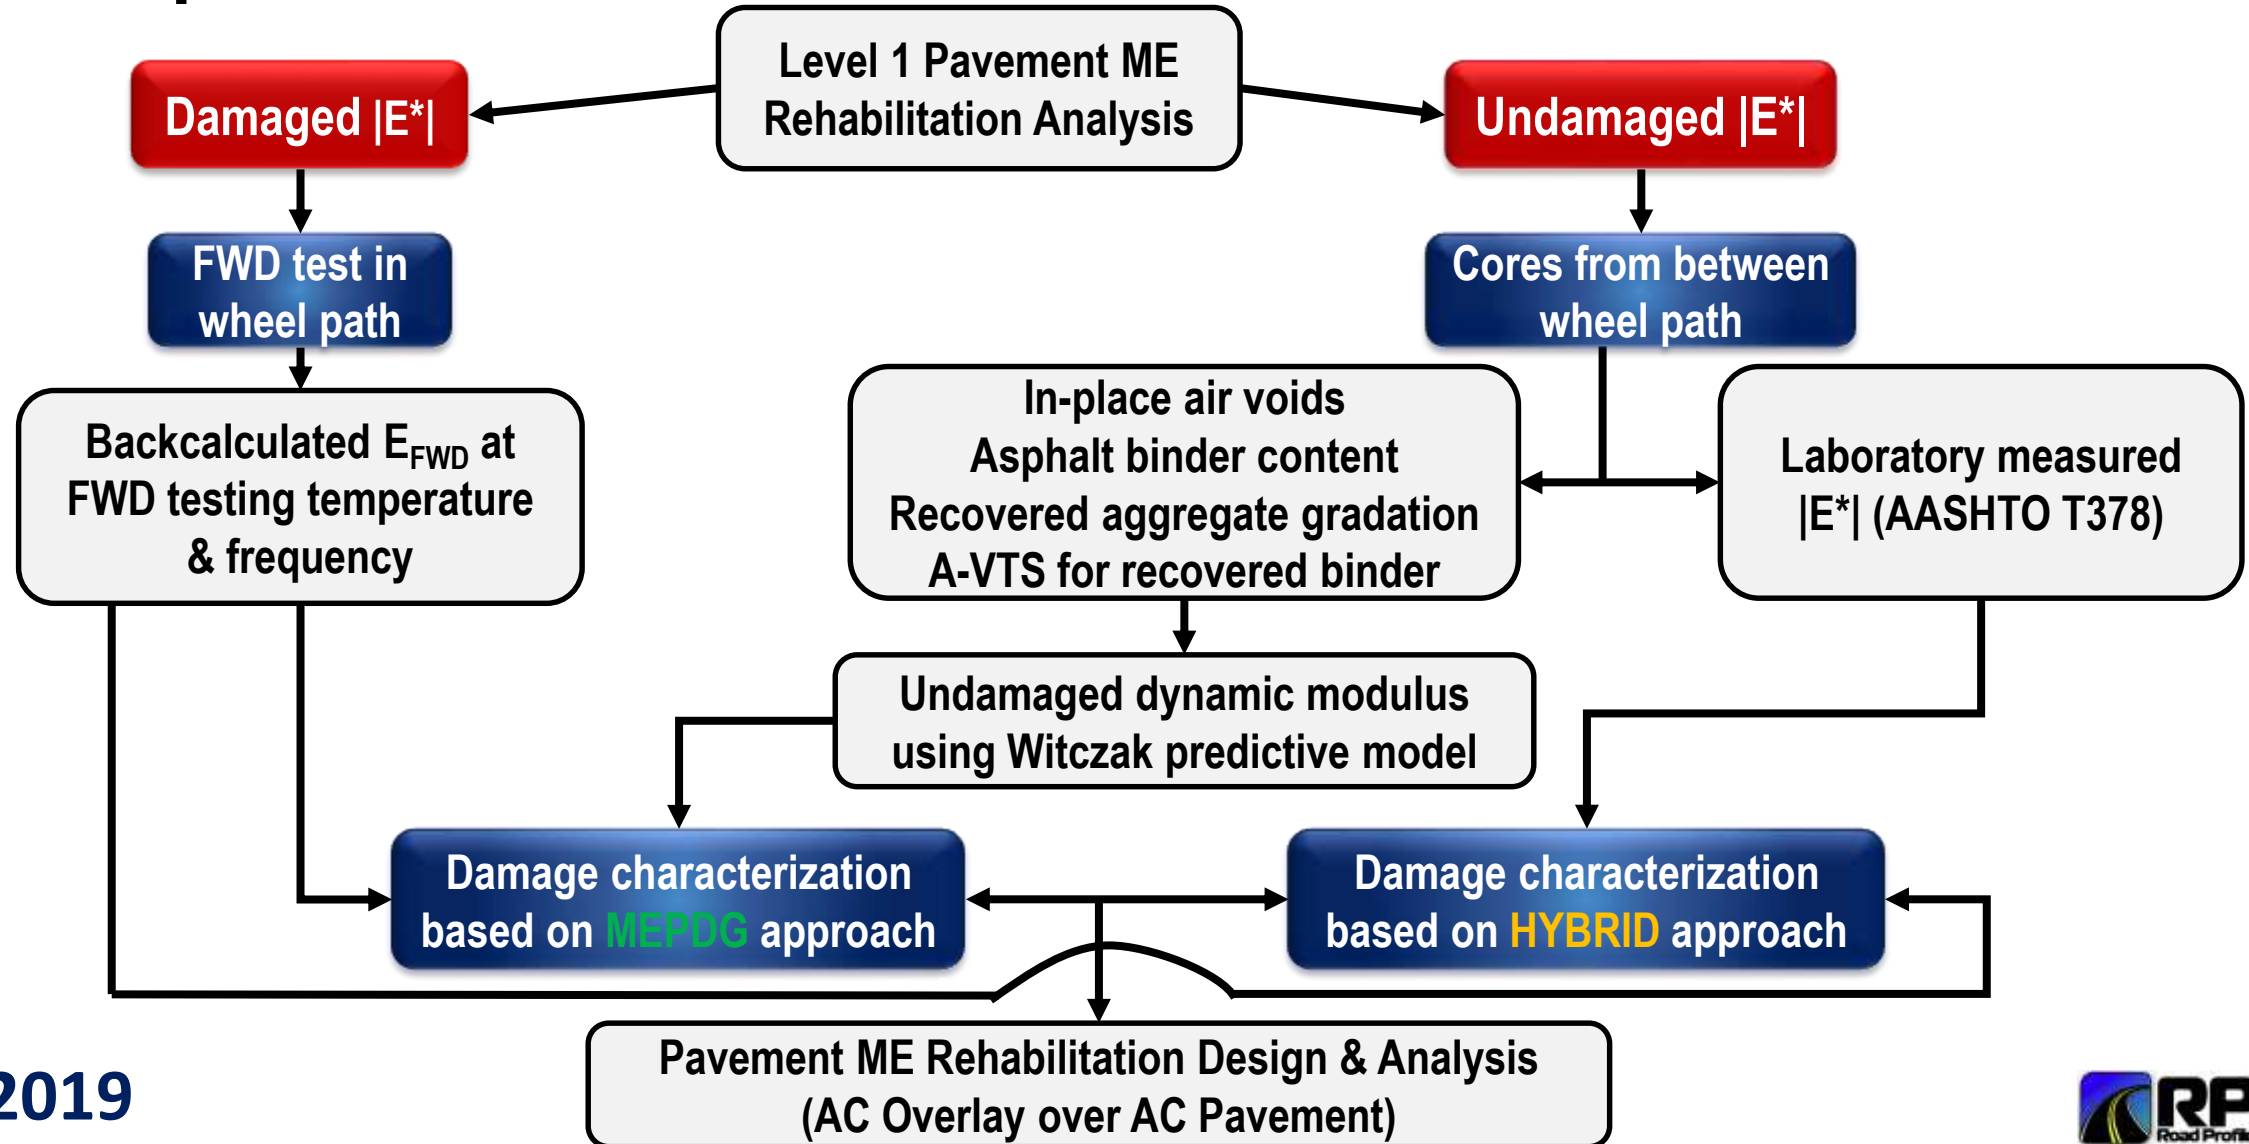 Level 1 Pavement ME
Rehabilitation Analysis
Damaged |E*|
Undamaged |E*|
FWD test in
wheel path
Cores from between
wheel path
Backcalculated E_FWD at
FWD testing temperature
& frequency
In-place air voids
Asphalt binder content
Recovered aggregate gradation
A-VTS for recovered binder
Laboratory measured
|E*| (AASHTO T378)
Undamaged dynamic modulus
using Witczak predictive model
Damage characterization
based on MEPDG approach
Damage characterization
based on HYBRID approach
Pavement ME Rehabilitation Design & Analysis
(AC Overlay over AC Pavement)
2019
RP
Road Profil